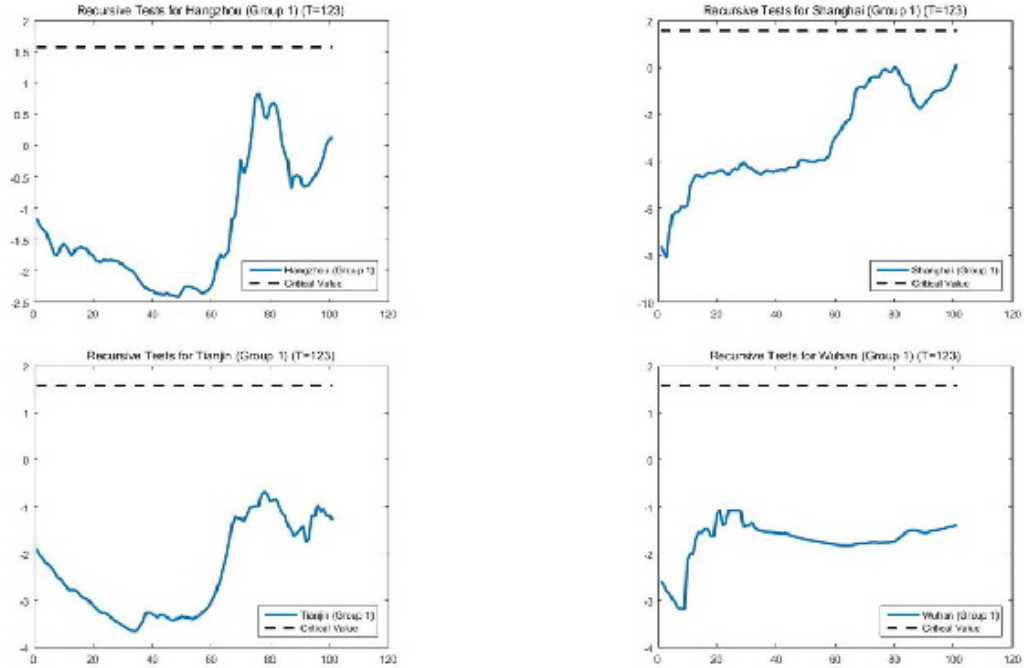 Recursive Tests for Hangzhou (Group 1) (T=123)
2
1.5
1
0.5
0
-0.5
-1
-1.5
-2
-2.5
0 20 40 60 80 100 120
Hangzhou (Group 1)
Critical Value
Recursive Tests for Shanghai (Group 1) (T=123)
2
0
-2
-4
-6
-8
-10
0 20 40 60 80 100 120
Shanghai (Group 1)
Critical Value
Recursive Tests for Tianjin (Group 1) (T=123)
2
1
0
-1
-2
-3
-4
0 20 40 60 80 100 120
Tianjin (Group 1)
Critical Value
Recursive Tests for Wuhan (Group 1) (T=123)
2
1
0
-1
-2
-3
-4
0 20 40 60 80 100 120
Wuhan (Group 1)
Critical Value